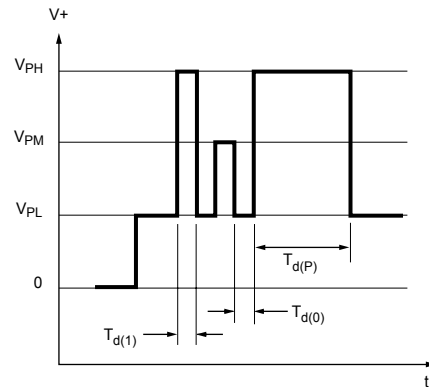 V+
VPH
VPM
VPL
0
Td(P)
Td(0)
Td(1)
t